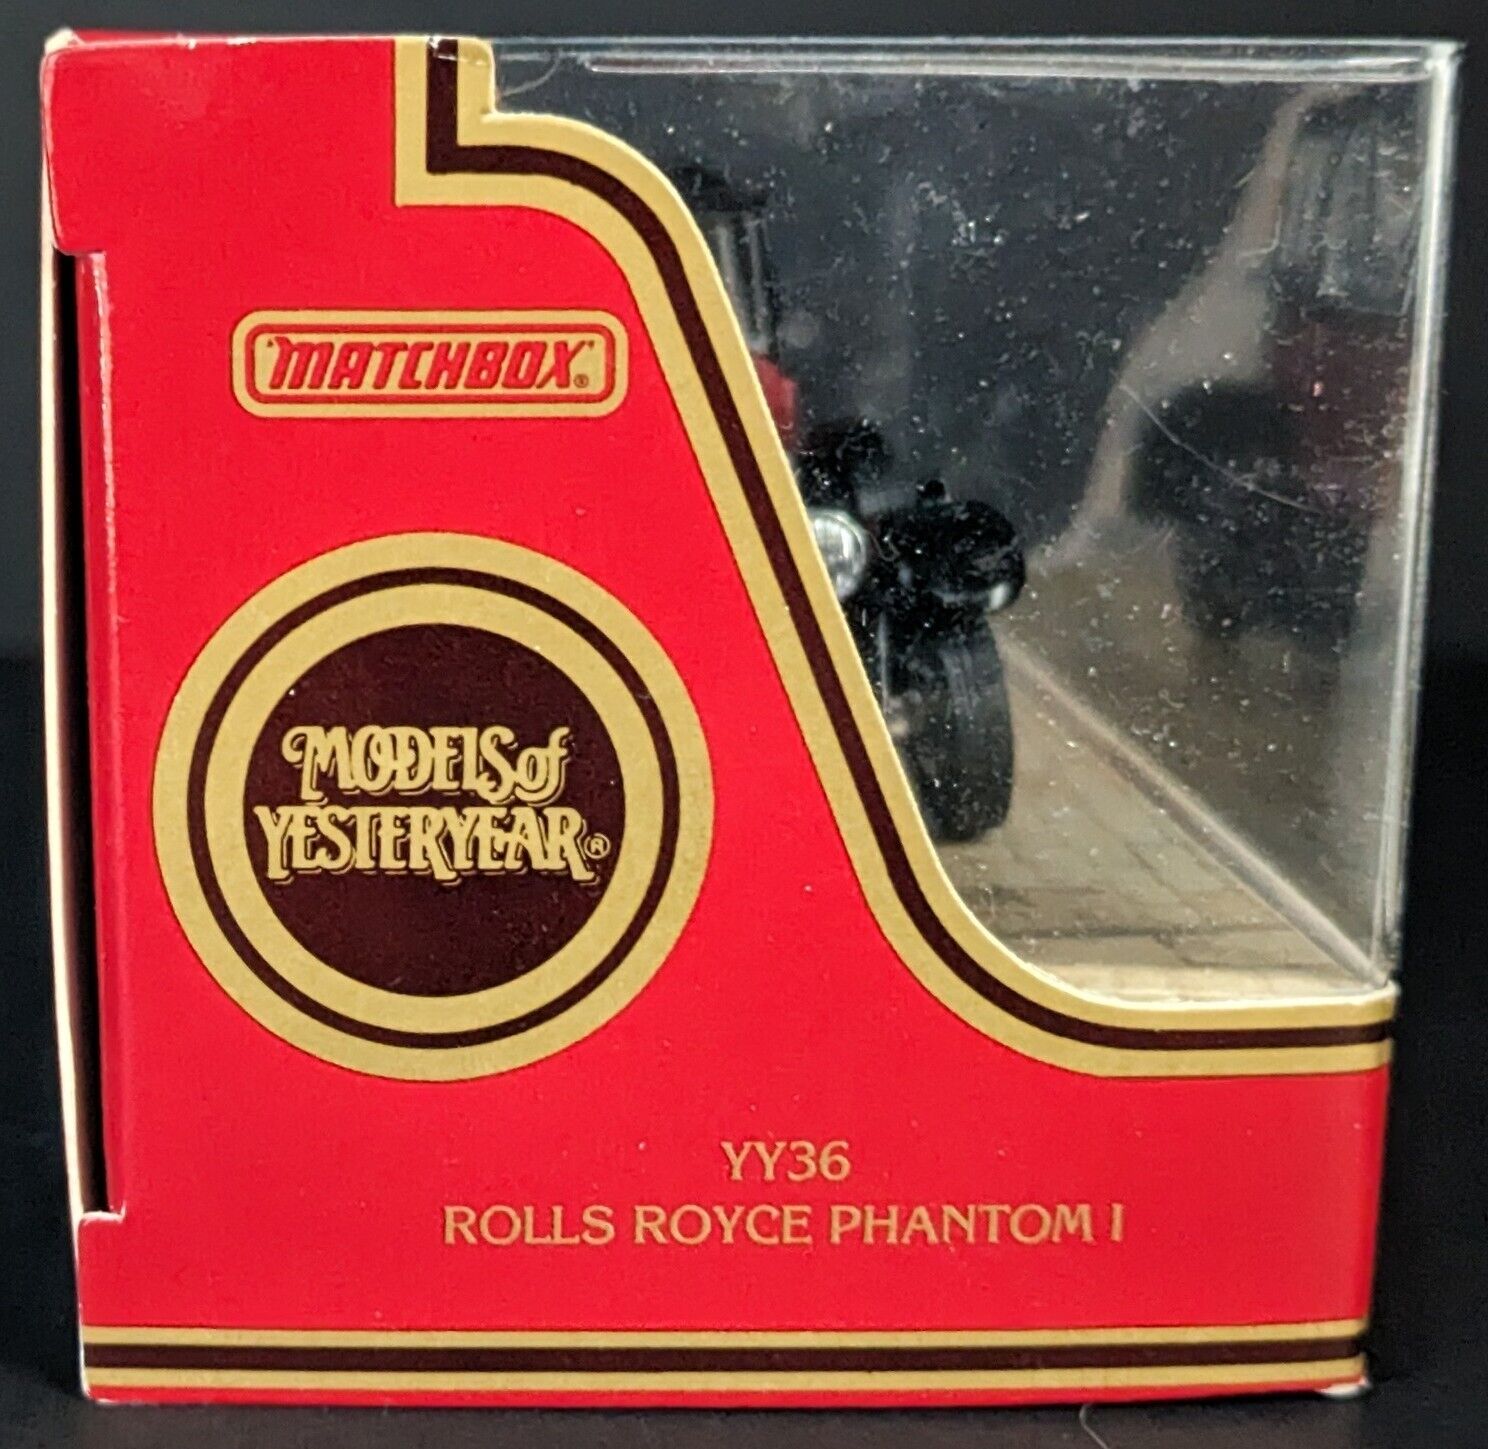 "MATCHBOX"®
MODELS of
YESTERYEAR®
YY36
ROLLS ROYCE PHANTOM I